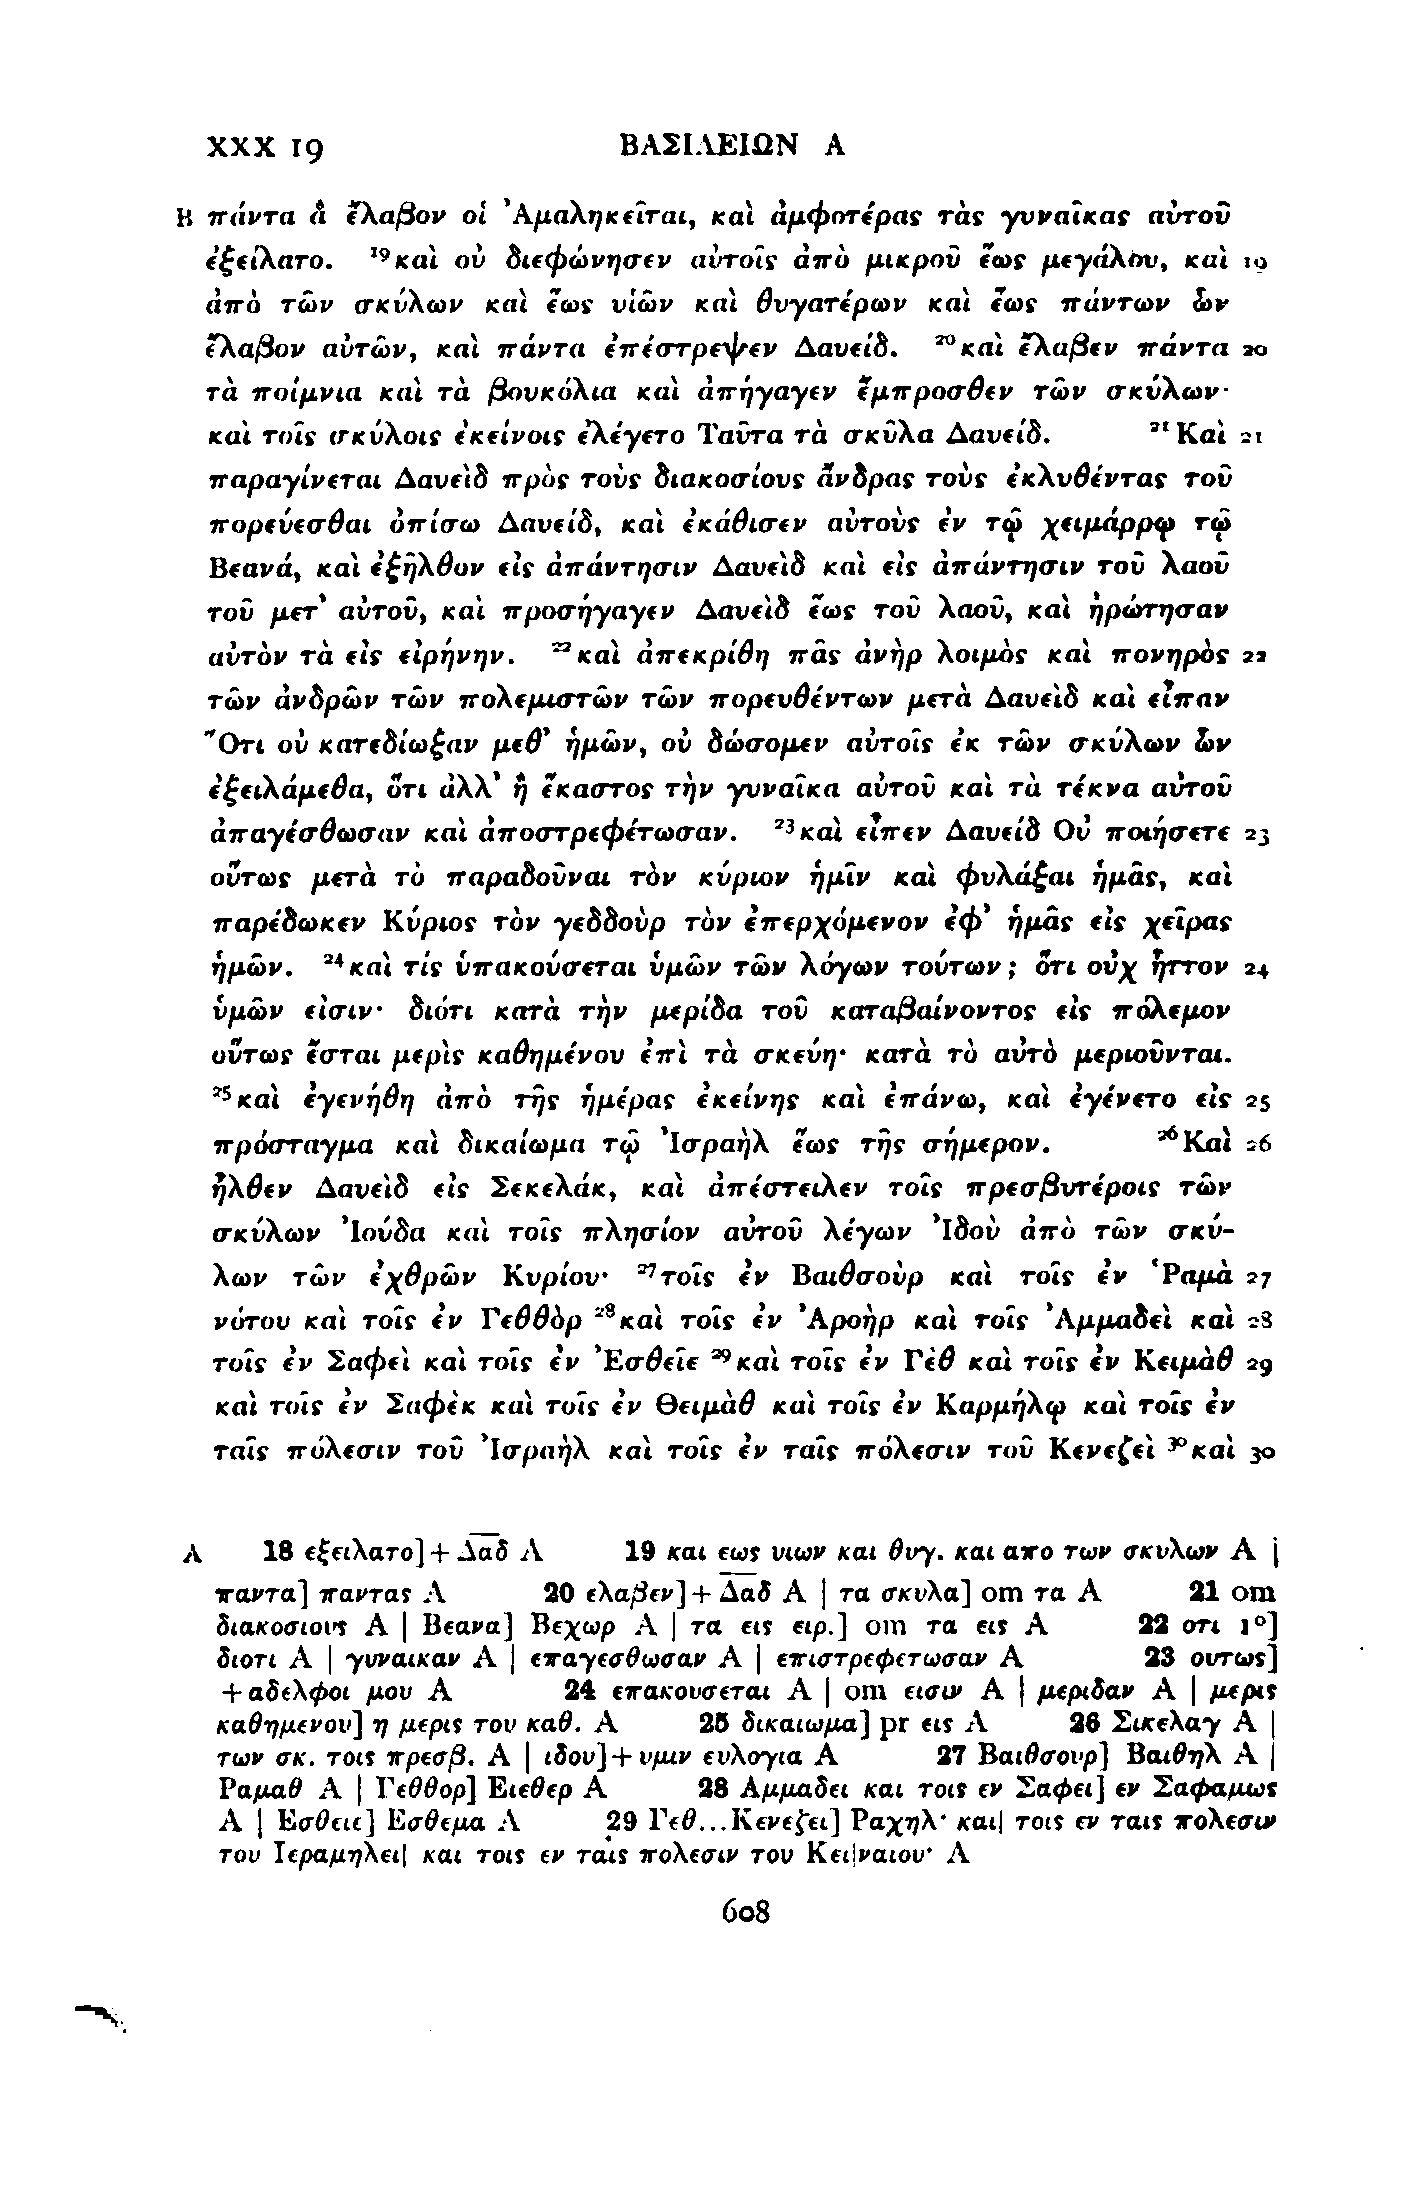 XXX 19 ΒΑΣΙΛΕΙΩΝ Α
B πάντα ἃ ἔλαβον οἱ Ἀμαληκεῖται, καὶ ἀμφοτέρας τὰς γυναῖκας αὐτοῦ
ἐξείλατο. ¹⁹καὶ οὐ διεφώνησεν αὐτοῖς ἀπὸ μικροῦ ἕως μεγάλου, καὶ 19
ἀπὸ τῶν σκύλων καὶ ἕως υἱῶν καὶ θυγατέρων καὶ ἕως πάντων ὧν
ἔλαβον αὐτῶν, καὶ πάντα ἐπέστρεψεν Δαυείδ. ²⁰καὶ ἔλαβεν πάντα 20
τὰ ποίμνια καὶ τὰ βουκόλια καὶ ἀπήγαγεν ἔμπροσθεν τῶν σκύλων·
καὶ τοῖς σκύλοις ἐκείνοις ἐλέγετο Ταῦτα τὰ σκῦλα Δαυείδ. ²¹Καὶ 21
παραγίνεται Δαυεὶδ πρὸς τοὺς διακοσίους ἄνδρας τοὺς ἐκλυθέντας τοῦ
πορεύεσθαι ὀπίσω Δαυείδ, καὶ ἐκάθισεν αὐτοὺς ἐν τῷ χειμάρρῳ τῷ
Βεανά, καὶ ἐξῆλθον εἰς ἀπάντησιν Δαυεὶδ καὶ εἰς ἀπάντησιν τοῦ λαοῦ
τοῦ μετ’ αὐτοῦ, καὶ προσήγαγεν Δαυεὶδ ἕως τοῦ λαοῦ, καὶ ἠρώτησαν
αὐτὸν τὰ εἰς εἰρήνην. ²²καὶ ἀπεκρίθη πᾶς ἀνὴρ λοιμὸς καὶ πονηρὸς 22
τῶν ἀνδρῶν τῶν πολεμιστῶν τῶν πορευθέντων μετὰ Δαυεὶδ καὶ εἶπαν
Ὅτι οὐ κατεδίωξαν μεθ’ ἡμῶν, οὐ δώσομεν αὐτοῖς ἐκ τῶν σκύλων ὧν
ἐξειλάμεθα, ὅτι ἀλλ’ ἢ ἕκαστος τὴν γυναῖκα αὐτοῦ καὶ τὰ τέκνα αὐτοῦ
ἀπαγέσθωσαν καὶ ἀποστρεφέτωσαν. ²³καὶ εἶπεν Δαυείδ Οὐ ποιήσετε 23
οὕτως μετὰ τὸ παραδοῦναι τὸν κύριον ἡμῖν καὶ φυλάξαι ἡμᾶς, καὶ
παρέδωκεν Κύριος τὸν γεδδοὺρ τὸν ἐπερχόμενον ἐφ’ ἡμᾶς εἰς χεῖρας
ἡμῶν. ²⁴καὶ τίς ὑπακούσεται ὑμῶν τῶν λόγων τούτων; ὅτι οὐχ ἧττον 24
ὑμῶν εἰσιν· διότι κατὰ τὴν μερίδα τοῦ καταβαίνοντος εἰς πόλεμον
οὕτως ἔσται μερὶς καθημένου ἐπὶ τὰ σκεύη· κατὰ τὸ αὐτὸ μεριοῦνται.
²⁵καὶ ἐγενήθη ἀπὸ τῆς ἡμέρας ἐκείνης καὶ ἐπάνω, καὶ ἐγένετο εἰς 25
πρόσταγμα καὶ δικαίωμα τῷ Ἰσραὴλ ἕως τῆς σήμερον. ²⁶Καὶ 26
ἦλθεν Δαυεὶδ εἰς Σεκελάκ, καὶ ἀπέστειλεν τοῖς πρεσβυτέροις τῶν
σκύλων Ἰούδα καὶ τοῖς πλησίον αὐτοῦ λέγων Ἰδοὺ ἀπὸ τῶν σκύ-
λων τῶν ἐχθρῶν Κυρίου· ²⁷τοῖς ἐν Βαιθσοὺρ καὶ τοῖς ἐν Ῥαμὰ 27
νότου καὶ τοῖς ἐν Γεθθὸρ ²⁸καὶ τοῖς ἐν Ἀροὴρ καὶ τοῖς Ἀμμαδεὶ καὶ 28
τοῖς ἐν Σαφεὶ καὶ τοῖς ἐν Ἐσθεῖε ²⁹καὶ τοῖς ἐν Γὲθ καὶ τοῖς ἐν Κειμὰθ 29
καὶ τοῖς ἐν Σαφὲκ καὶ τοῖς ἐν Θειμὰθ καὶ τοῖς ἐν Καρμήλῳ καὶ τοῖς ἐν
ταῖς πόλεσιν τοῦ Ἰσραὴλ καὶ τοῖς ἐν ταῖς πόλεσιν τοῦ Κενεζεὶ ³⁰καὶ 30
A 18 εξειλατο]+Δα̅δ̅ A 19 και εως υιων και θυγ. και απο των σκυλων A |
παντα] παντας A 20 ελαβεν]+Δα̅δ̅ A | τα σκυλα] om τα A 21 om
διακοσιους A | Βεανα] Βεχωρ A | τα εις ειρ.] om τα εις A 22 οτι 1°]
διοτι A | γυναικαν A | επαγεσθωσαν A | επιστρεφετωσαν A 23 ουτως]
+αδελφοι μου A 24 επακουσεται A | om εισιν A | μεριδαν A | μερις
καθημενου] η μερις του καθ. A 25 δικαιωμα] pr εις A 26 Σικελαγ A |
των σκ. τοις πρεσβ. A | ιδου]+υμιν ευλογια A 27 Βαιθσουρ] Βαιθηλ A |
Ραμαθ A | Γεθθορ] Ειεθερ A 28 Αμμαδει και τοις εν Σαφει] εν Σαφαμως
A | Εσθειε] Εσθεμα A 29 Γεθ...Κενεζει] Ραχηλ· και| τοις εν ταις πολεσιν
του Ιεραμηλει| και τοις εν ταις πολεσιν του Κει|ναιου· A
608